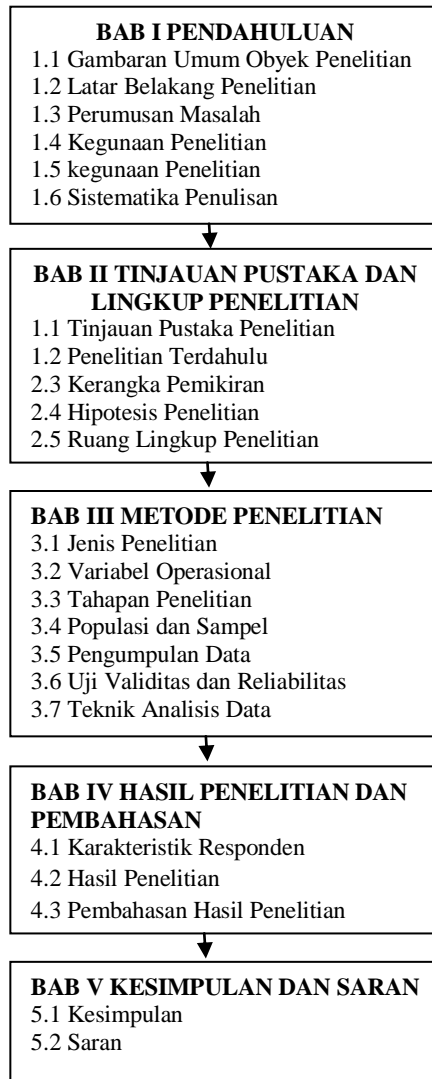 BAB I PENDAHULUAN
1.1 Gambaran Umum Obyek Penelitian
1.2 Latar Belakang Penelitian
1.3 Perumusan Masalah
1.4 Kegunaan Penelitian
1.5 kegunaan Penelitian
1.6 Sistematika Penulisan
BAB II TINJAUAN PUSTAKA DAN
LINGKUP PENELITIAN
1.1 Tinjauan Pustaka Penelitian
1.2 Penelitian Terdahulu
2.3 Kerangka Pemikiran
2.4 Hipotesis Penelitian
2.5 Ruang Lingkup Penelitian
BAB III METODE PENELITIAN
3.1 Jenis Penelitian
3.2 Variabel Operasional
3.3 Tahapan Penelitian
3.4 Populasi dan Sampel
3.5 Pengumpulan Data
3.6 Uji Validitas dan Reliabilitas
3.7 Teknik Analisis Data
BAB IV HASIL PENELITIAN DAN
PEMBAHASAN
4.1 Karakteristik Responden
4.2 Hasil Penelitian
4.3 Pembahasan Hasil Penelitian
BAB V KESIMPULAN DAN SARAN
5.1 Kesimpulan
5.2 Saran